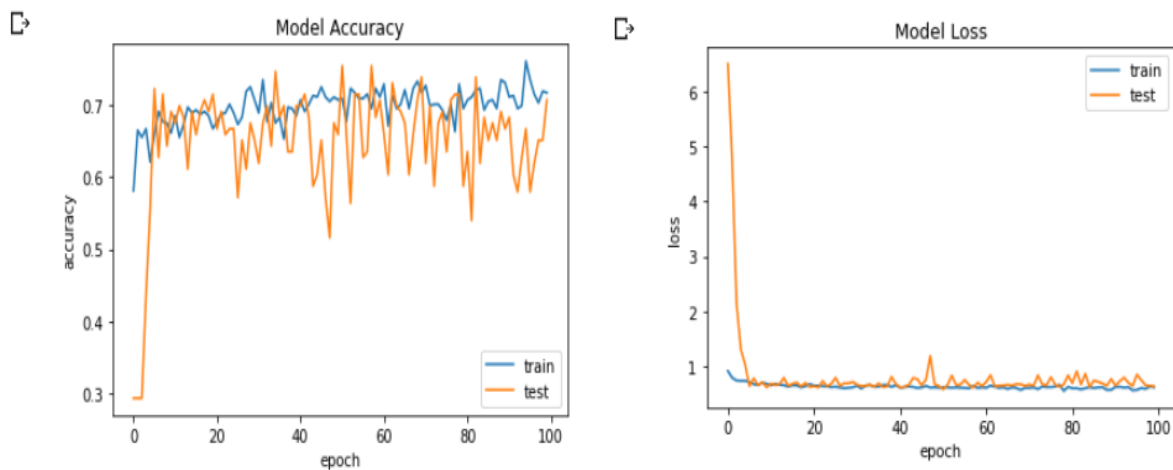 Model Accuracy
0.7
0.6
0.5
0.4
0.3
accuracy
train
test
0 20 40 60 80 100
epoch
Model Loss
6
5
4
3
2
1
loss
train
test
0 20 40 60 80 100
epoch